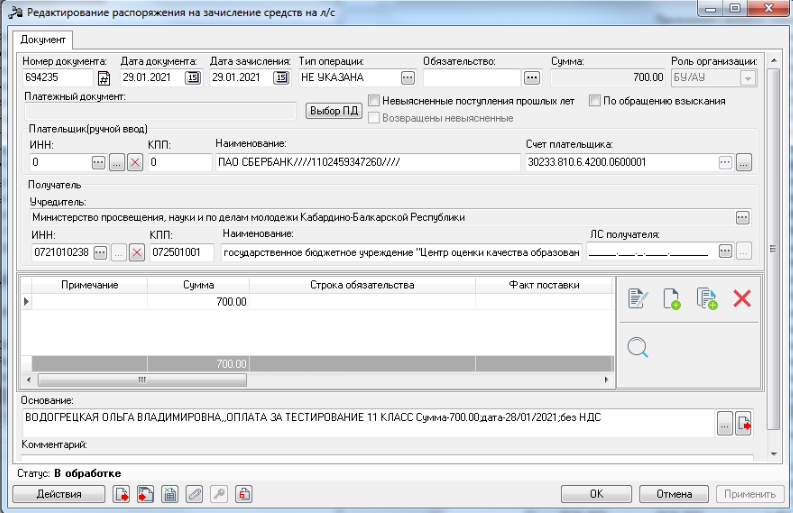 Редактирование распоряжения на зачисление средств на л/с
Документ
Номер документа: Дата документа: Дата зачисления: Тип операции: Обязательство: Сумма: Роль организации:
694235 29.01.2021 29.01.2021 НЕ УКАЗАНА 700.00 БУ/АУ
Платежный документ: Выбор ПД Невыясненные поступления прошлых лет По обращению взыскания
Возвращены невыясненные
Плательщик(ручной ввод)
ИНН: КПП: Наименование: Счет плательщика:
0 0 ПАО СБЕРБАНК////1102459347260//// 30233.810.6.4200.0600001
Получатель
Учредитель:
Министерство просвещения, науки и по делам молодежи Кабардино-Балкарской Республики
ИНН: КПП: Наименование: ЛС получателя:
0721010238 072501001 государственное бюджетное учреждение "Центр оценки качества образован
Примечание Сумма Строка обязательства Факт поставки
700.00
700.00
Основание:
ВОДОГРЕЦКАЯ ОЛЬГА ВЛАДИМИРОВНА,,ОПЛАТА ЗА ТЕСТИРОВАНИЕ 11 КЛАСС Сумма-700.00;дата-28/01/2021;без НДС
Комментарий:
Статус: В обработке
Действия OK Отмена Применить